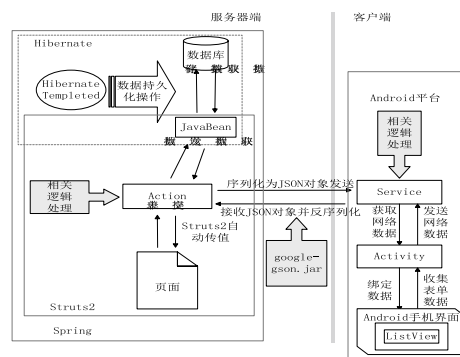 服务器端
客户端
Hibernate
数据库
Hibernate
Templeted
数据持久
化操作
Android平台
相关
逻辑
处理
JavaBean
相关
逻辑
处理
Action
序列化为JSON对象发送
接收JSON对象并反序列化
Service
Struts2自
动传值
获取
网络
数据
发送
网络
数据
google-
gson.jar
Activity
页面
绑定
数据
收集
表单
数据
Struts2
Android手机界面
ListView
Spring